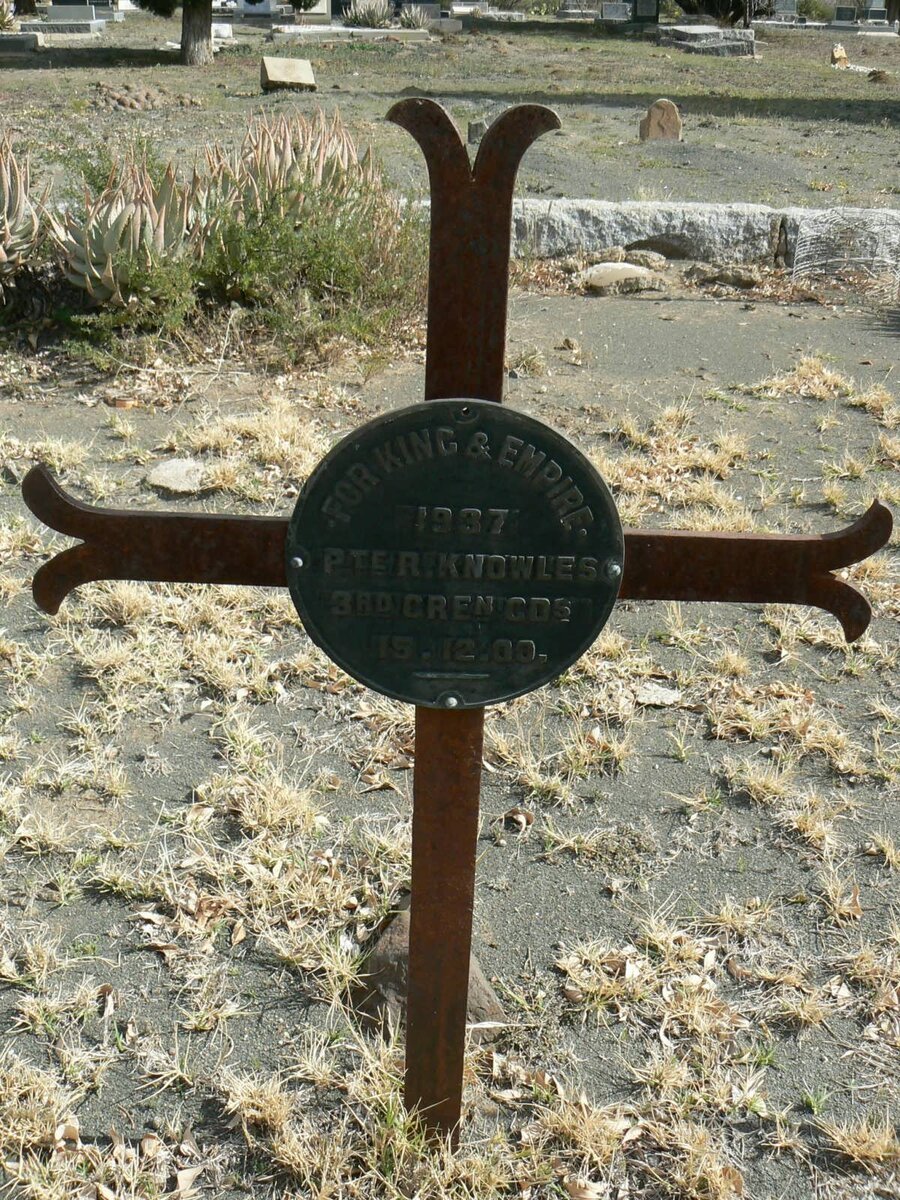 FOR KING & EMPIRE.
1937
PTE R. KNOWLES
3RD GREN GDS
15.12.00.